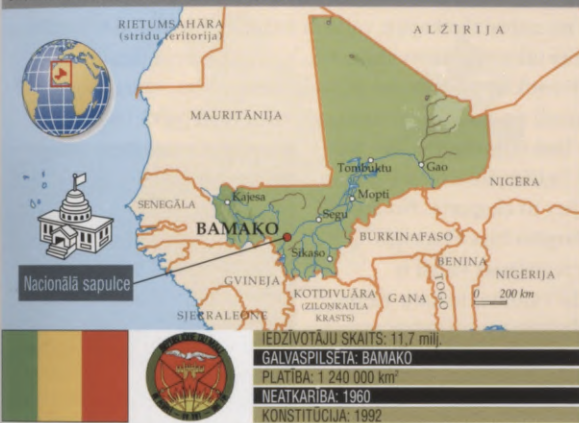 RIETUMSAHĀRA
(strīdu teritorija)
ALŽĪRIJA
MAURITĀNIJA
Tombuktu
Gao
NIGĒRA
Kajesa
Mopti
SENEGĀLA
Segu
BAMAKO
BURKINAFASO
Sikaso
BENINA
NIGĒRIJA
Nacionālā sapulce
GVINEJA
KOTDIVUĀRA
(ZILOŅKAULA
KRASTS)
GANA
TOGO
0 200 km
SJERRALEONE
IEDZĪVOTĀJU SKAITS: 11,7 milj.
GALVASPILSĒTA: BAMAKO
PLATĪBA: 1 240 000 km²
NEATKARĪBA: 1960
KONSTITŪCIJA: 1992